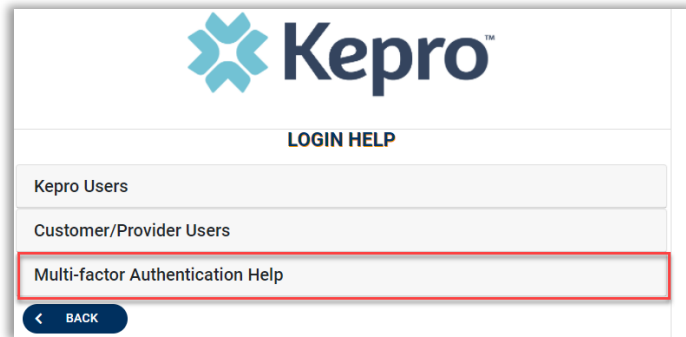 Kepro™
LOGIN HELP
Kepro Users
Customer/Provider Users
Multi-factor Authentication Help
BACK